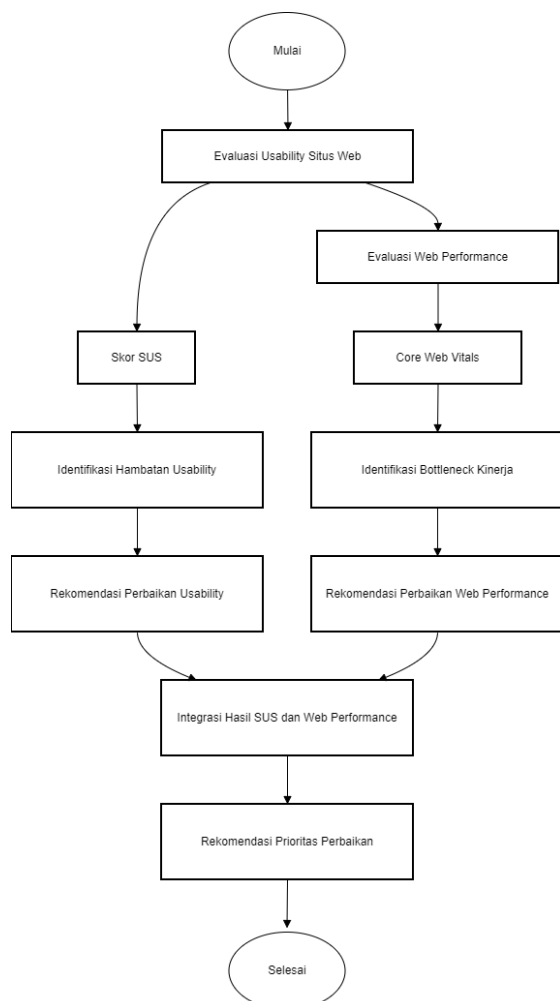 Mulai
Evaluasi Usability Situs Web
Evaluasi Web Performance
Skor SUS
Core Web Vitals
Identifikasi Hambatan Usability
Identifikasi Bottleneck Kinerja
Rekomendasi Perbaikan Usability
Rekomendasi Perbaikan Web Performance
Integrasi Hasil SUS dan Web Performance
Rekomendasi Prioritas Perbaikan
Selesai